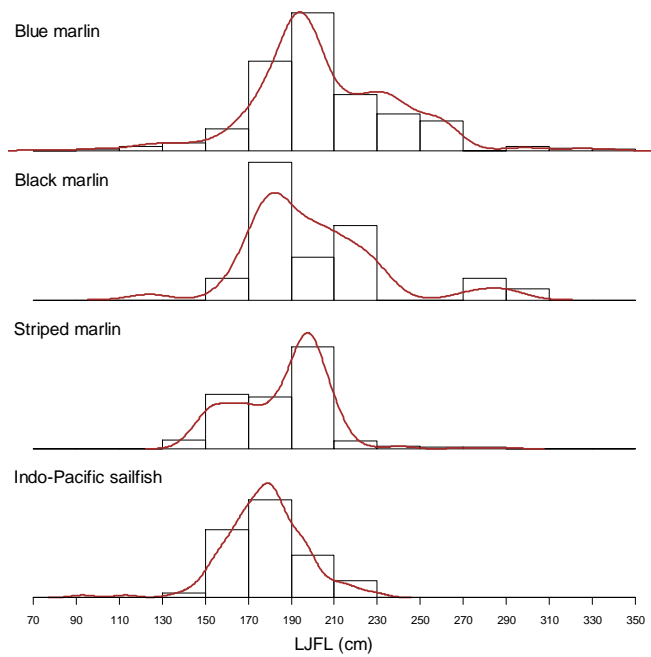 Blue marlin
Black marlin
Striped marlin
Indo-Pacific sailfish
70 90 110 130 150 170 190 210 230 250 270 290 310 330 350
LJFL (cm)